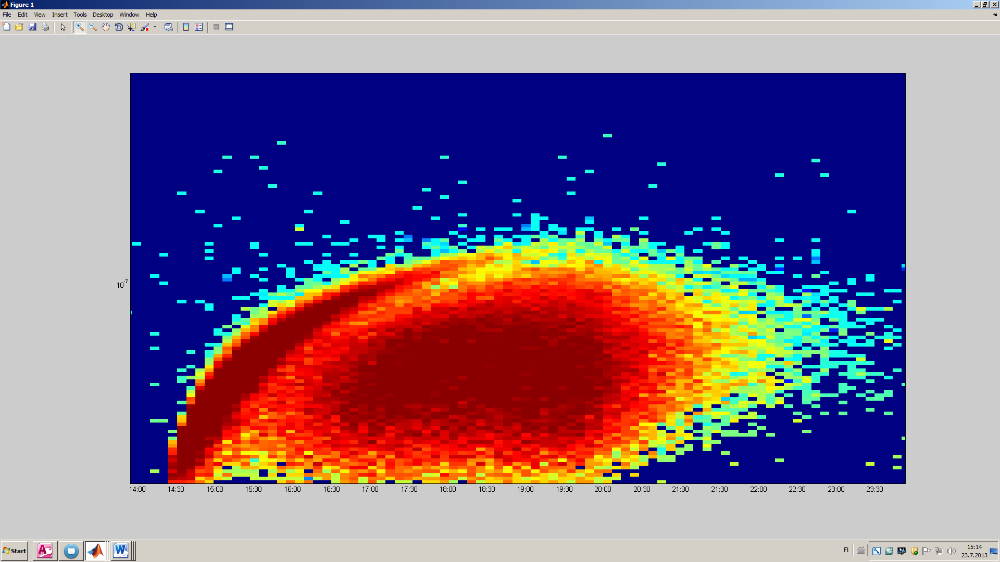 Figure 1
File Edit View Insert Tools Desktop Window Help
10-7
14:00 14:30 15:00 15:30 16:00 16:30 17:00 17:30 18:00 18:30 19:00 19:30 20:00 20:30 21:00 21:30 22:00 22:30 23:00 23:30
Start
FI
15:14
23.7.2013